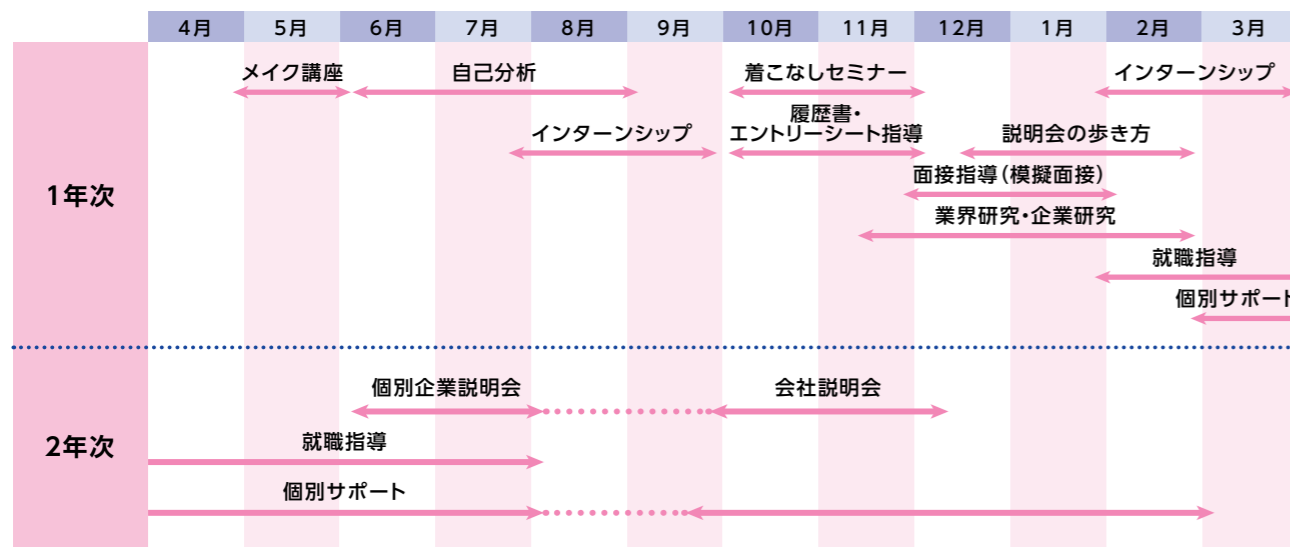 4月 5月 6月 7月 8月 9月 10月 11月 12月 1月 2月 3月
1年次
メイク講座 自己分析 着こなしセミナー インターンシップ
履歴書・
インターンシップ エントリーシート指導 説明会の歩き方
面接指導(模擬面接)
業界研究・企業研究
就職指導
個別サポート
2年次
個別企業説明会 会社説明会
就職指導
個別サポート